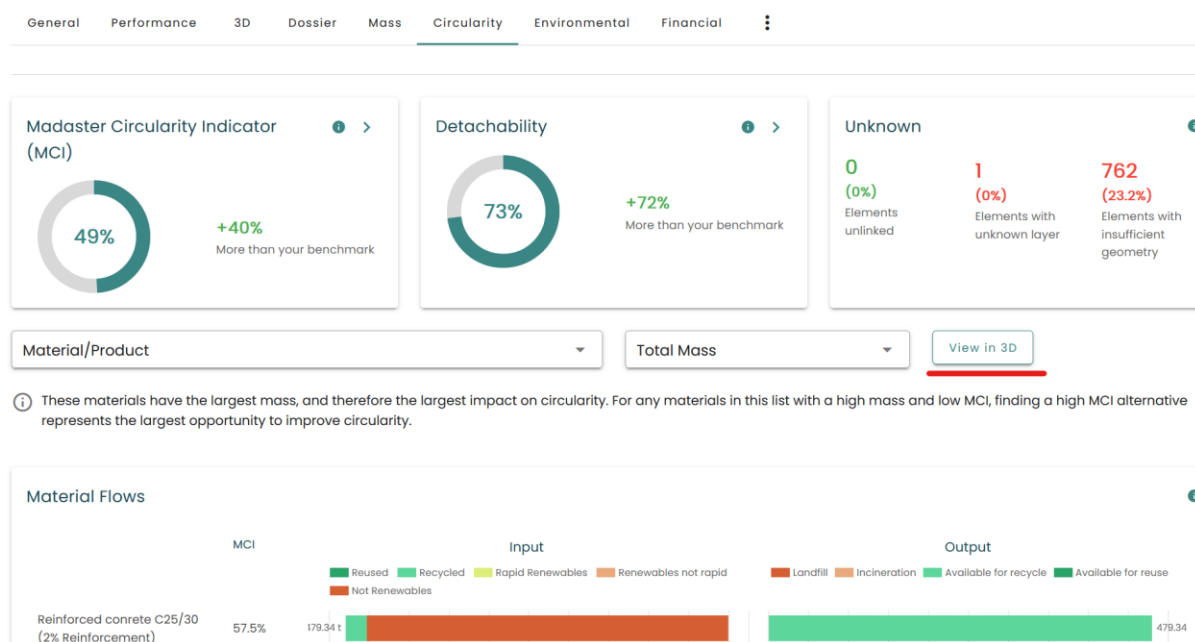 General Performance 3D Dossier Mass Circularity Environmental Financial
Madaster Circularity Indicator
(MCI)
49%
+40%
More than your benchmark
Detachability
73%
+72%
More than your benchmark
Unknown
0
(0%)
Elements
unlinked
1
(0%)
Elements with
unknown layer
762
(23.2%)
Elements with
insufficient
geometry
Material/Product
Total Mass
View in 3D
These materials have the largest mass, and therefore the largest impact on circularity. For any materials in this list with a high mass and low MCI, finding a high MCI alternative
represents the largest opportunity to improve circularity.
Material Flows
MCI
Input
Reused Recycled Rapid Renewables Renewables not rapid
Not Renewables
Output
Landfill Incineration Available for recycle Available for reuse
Reinforced conrete C25/30
(2% Reinforcement)
57.5%
479.34 t
479.34